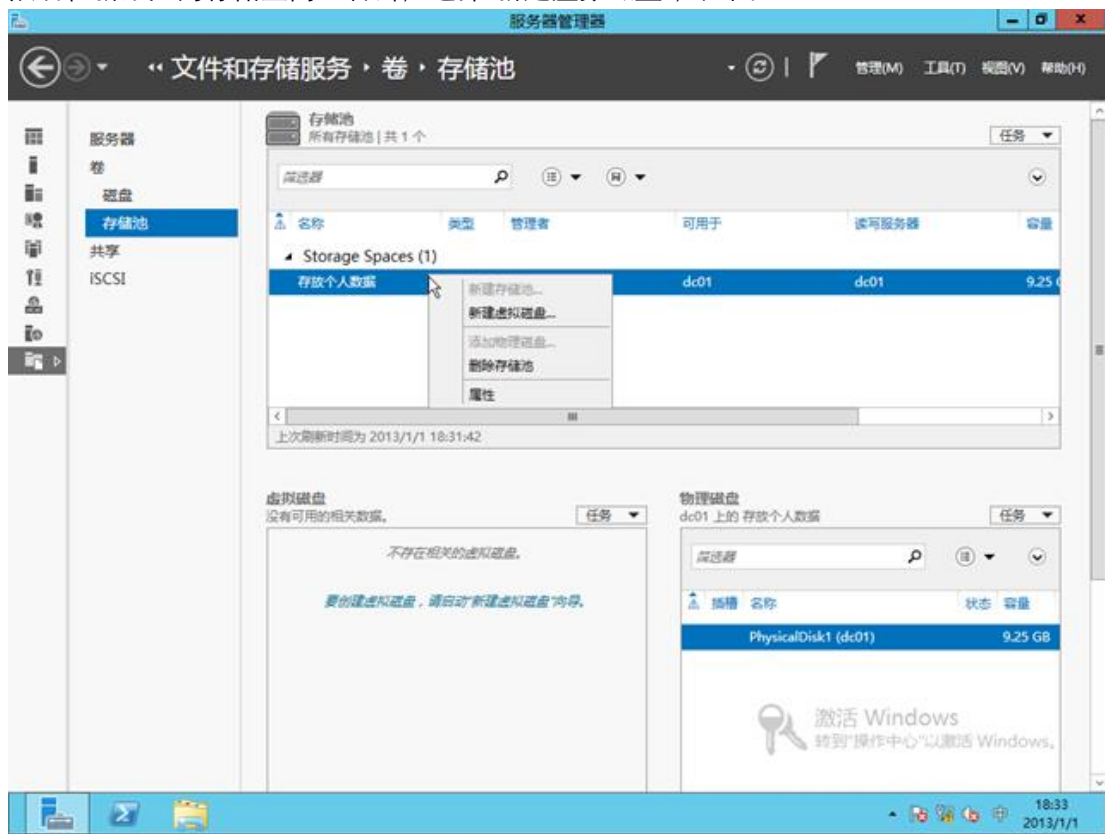 服务器管理器
‹‹ 文件和存储服务 › 卷 › 存储池
管理(M) 工具(T) 视图(V) 帮助(H)
服务器
卷
磁盘
存储池
共享
iSCSI
存储池
所有存储池 | 共 1 个
任务
筛选器
名称 类型 管理者 可用于 读写服务器 容量
Storage Spaces (1)
存放个人数据 dc01 dc01 9.25
新建存储池...
新建虚拟磁盘...
添加物理磁盘...
删除存储池
属性
上次刷新时间为 2013/1/1 18:31:42
虚拟磁盘
没有可用的相关数据。
任务
不存在相关的虚拟磁盘。
要创建虚拟磁盘，请启动"新建虚拟磁盘"向导。
物理磁盘
dc01 上的 存放个人数据
任务
筛选器
插槽 名称 状态 容量
PhysicalDisk1 (dc01) 9.25 GB
激活 Windows
转到"操作中心"以激活 Windows。
18:33
2013/1/1